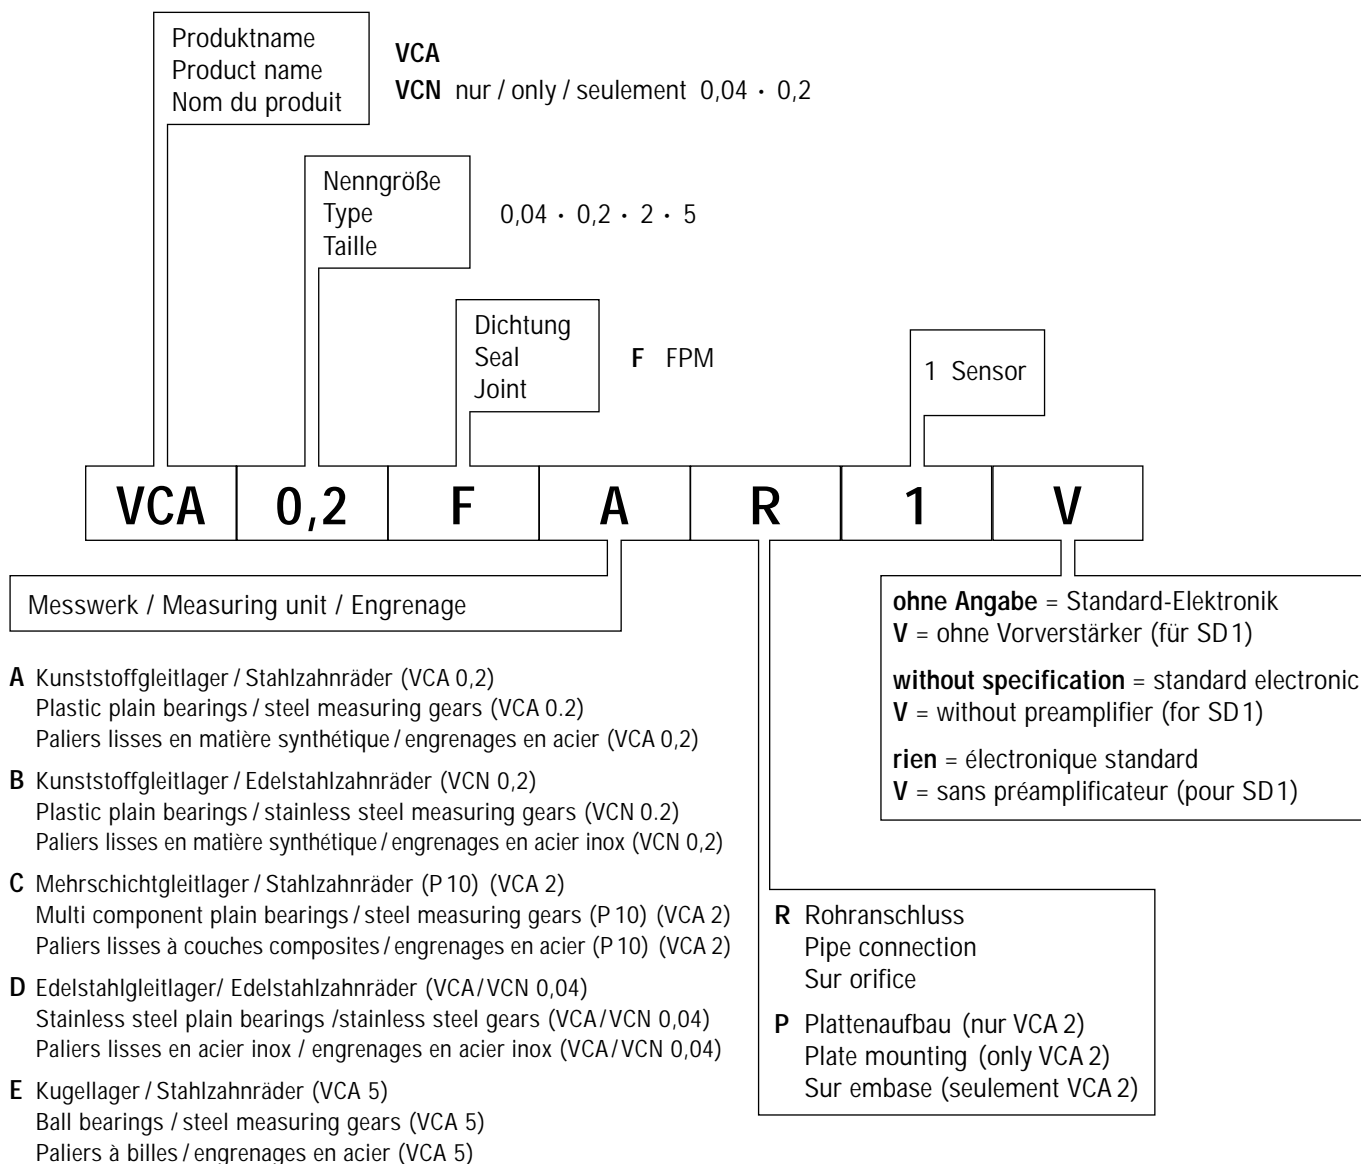 Produktname
Product name
Nom du produit
VCA
VCN nur / only / seulement 0,04 · 0,2
Nenngröße
Type
Taille
0,04 · 0,2 · 2 · 5
Dichtung
Seal
Joint
F FPM
1 Sensor
VCA 0,2 F A R 1 V
Messwerk / Measuring unit / Engrenage
A Kunststoffgleitlager / Stahlzahnräder (VCA 0,2)
Plastic plain bearings / steel measuring gears (VCA 0.2)
Paliers lisses en matière synthétique / engrenages en acier (VCA 0,2)
B Kunststoffgleitlager / Edelstahlzahnräder (VCN 0,2)
Plastic plain bearings / stainless steel measuring gears (VCN 0.2)
Paliers lisses en matière synthétique / engrenages en acier inox (VCN 0,2)
C Mehrschichtgleitlager / Stahlzahnräder (P 10) (VCA 2)
Multi component plain bearings / steel measuring gears (P 10) (VCA 2)
Paliers lisses à couches composites / engrenages en acier (P 10) (VCA 2)
D Edelstahlgleitlager/ Edelstahlzahnräder (VCA/VCN 0,04)
Stainless steel plain bearings /stainless steel gears (VCA/VCN 0,04)
Paliers lisses en acier inox / engrenages en acier inox (VCA/VCN 0,04)
E Kugellager / Stahlzahnräder (VCA 5)
Ball bearings / steel measuring gears (VCA 5)
Paliers à billes / engrenages en acier (VCA 5)
ohne Angabe = Standard-Elektronik
V = ohne Vorverstärker (für SD1)
without specification = standard electronic
V = without preamplifier (for SD1)
rien = électronique standard
V = sans préamplificateur (pour SD1)
R Rohranschluss
Pipe connection
Sur orifice
P Plattenaufbau (nur VCA 2)
Plate mounting (only VCA 2)
Sur embase (seulement VCA 2)